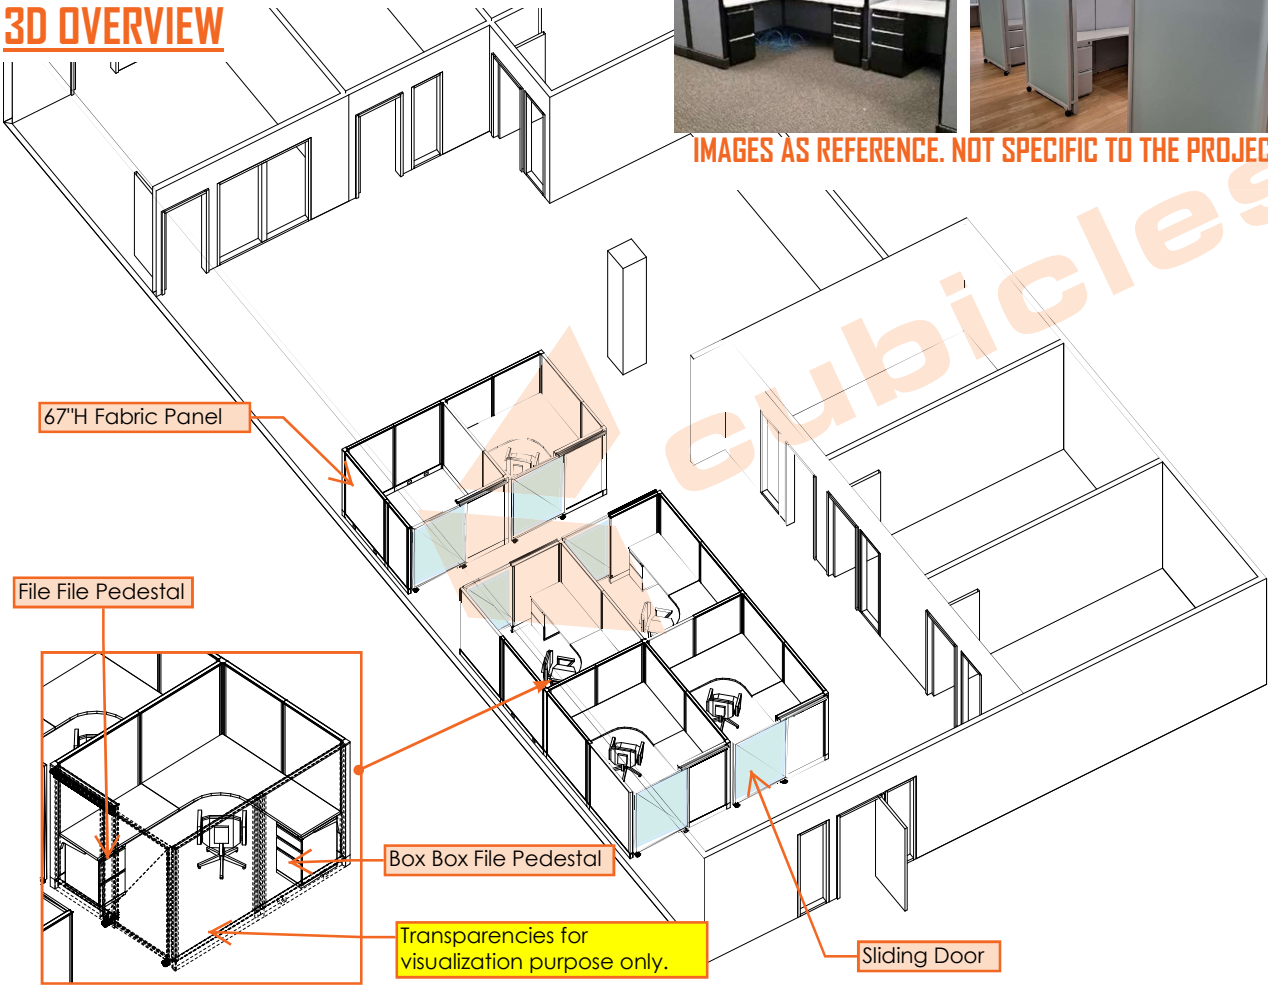 3D OVERVIEW
IMAGES AS REFERENCE. NOT SPECIFIC TO THE PROJEC
cubicles
67"H Fabric Panel
File File Pedestal
Box Box File Pedestal
Transparencies for
visualization purpose only.
Sliding Door